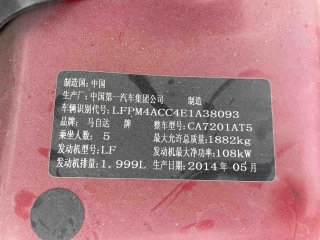 制造国：中国
生产厂：中国第一汽车集团公司 制造
车辆识别代号：LFPM4ACC4E1A38093
品牌：马自达 牌 整车型号：CA7201AT5
乘坐人数：5 最大允许总质量：1882kg
发动机型号：LF 发动机最大净功率：108kW
发动机排量：1.999L 生产日期：2014年05月